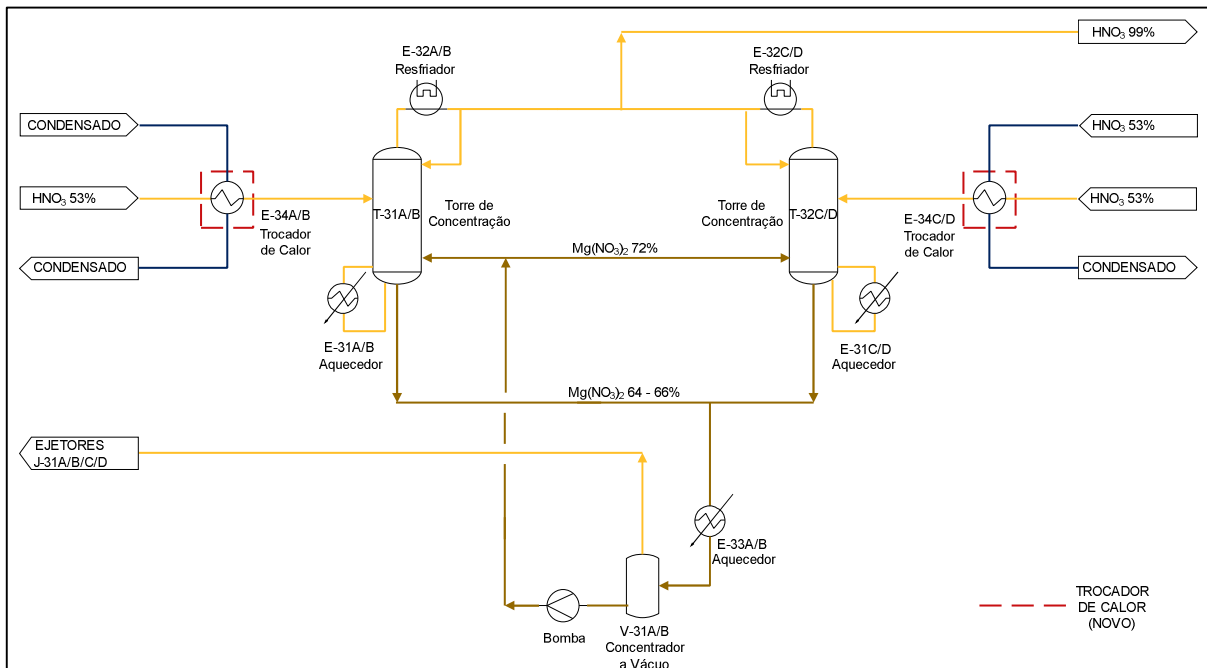 E-32A/B
Resfriador
E-32C/D
Resfriador
HNO₃ 99%
CONDENSADO
HNO₃ 53%
HNO₃ 53%
HNO₃ 53%
E-34A/B
Trocador
de Calor
T-31A/B
Torre de
Concentração
Torre de
Concentração
T-32C/D
E-34C/D
Trocador
de Calor
CONDENSADO
Mg(NO₃)₂ 72%
CONDENSADO
E-31A/B
Aquecedor
E-31C/D
Aquecedor
Mg(NO₃)₂ 64 - 66%
EJETORES
J-31A/B/C/D
E-33A/B
Aquecedor
Bomba
V-31A/B
Concentrador
a Vácuo
TROCADOR
DE CALOR
(NOVO)